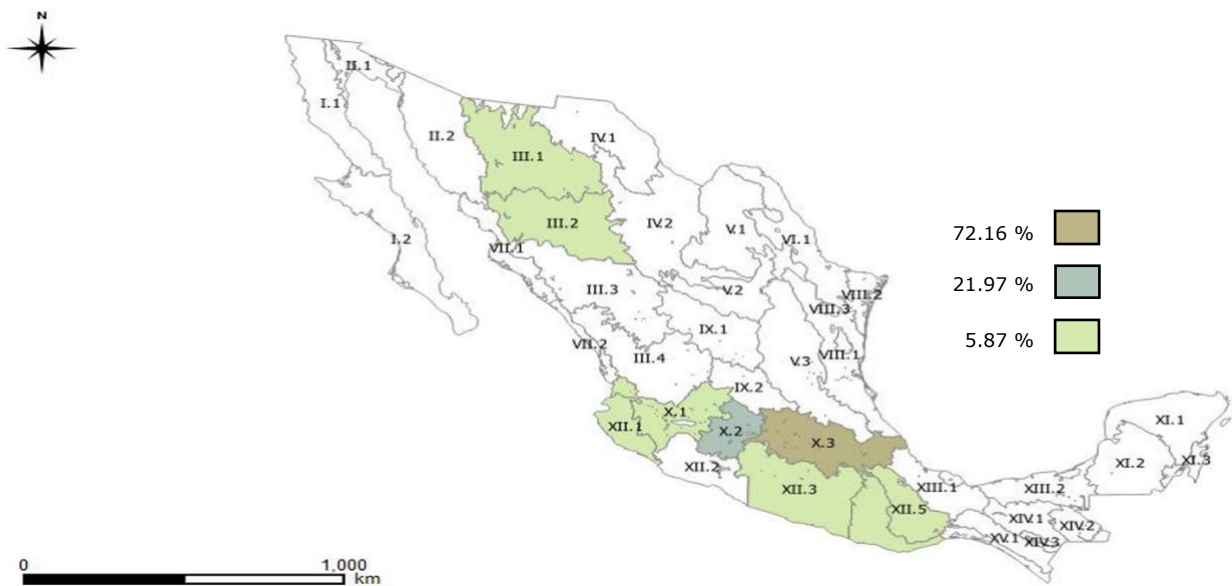 N
II.1
I.1
II.2
III.1
IV.1
III.2
IV.2
V.1
VI.1
I.2
VII.1
72.16 %
21.97 %
5.87 %
III.3
V.2
VIII.2
VIII.3
IX.1
VII.2
III.4
V.3
VIII.1
IX.2
X.1
XII.1
X.2
X.3
XI.1
XI.2
XI.3
XII.2
XII.3
XIII.1
XIII.2
XII.5
XIV.1
XIV.2
XV.1
XIV.3
0 1,000
km